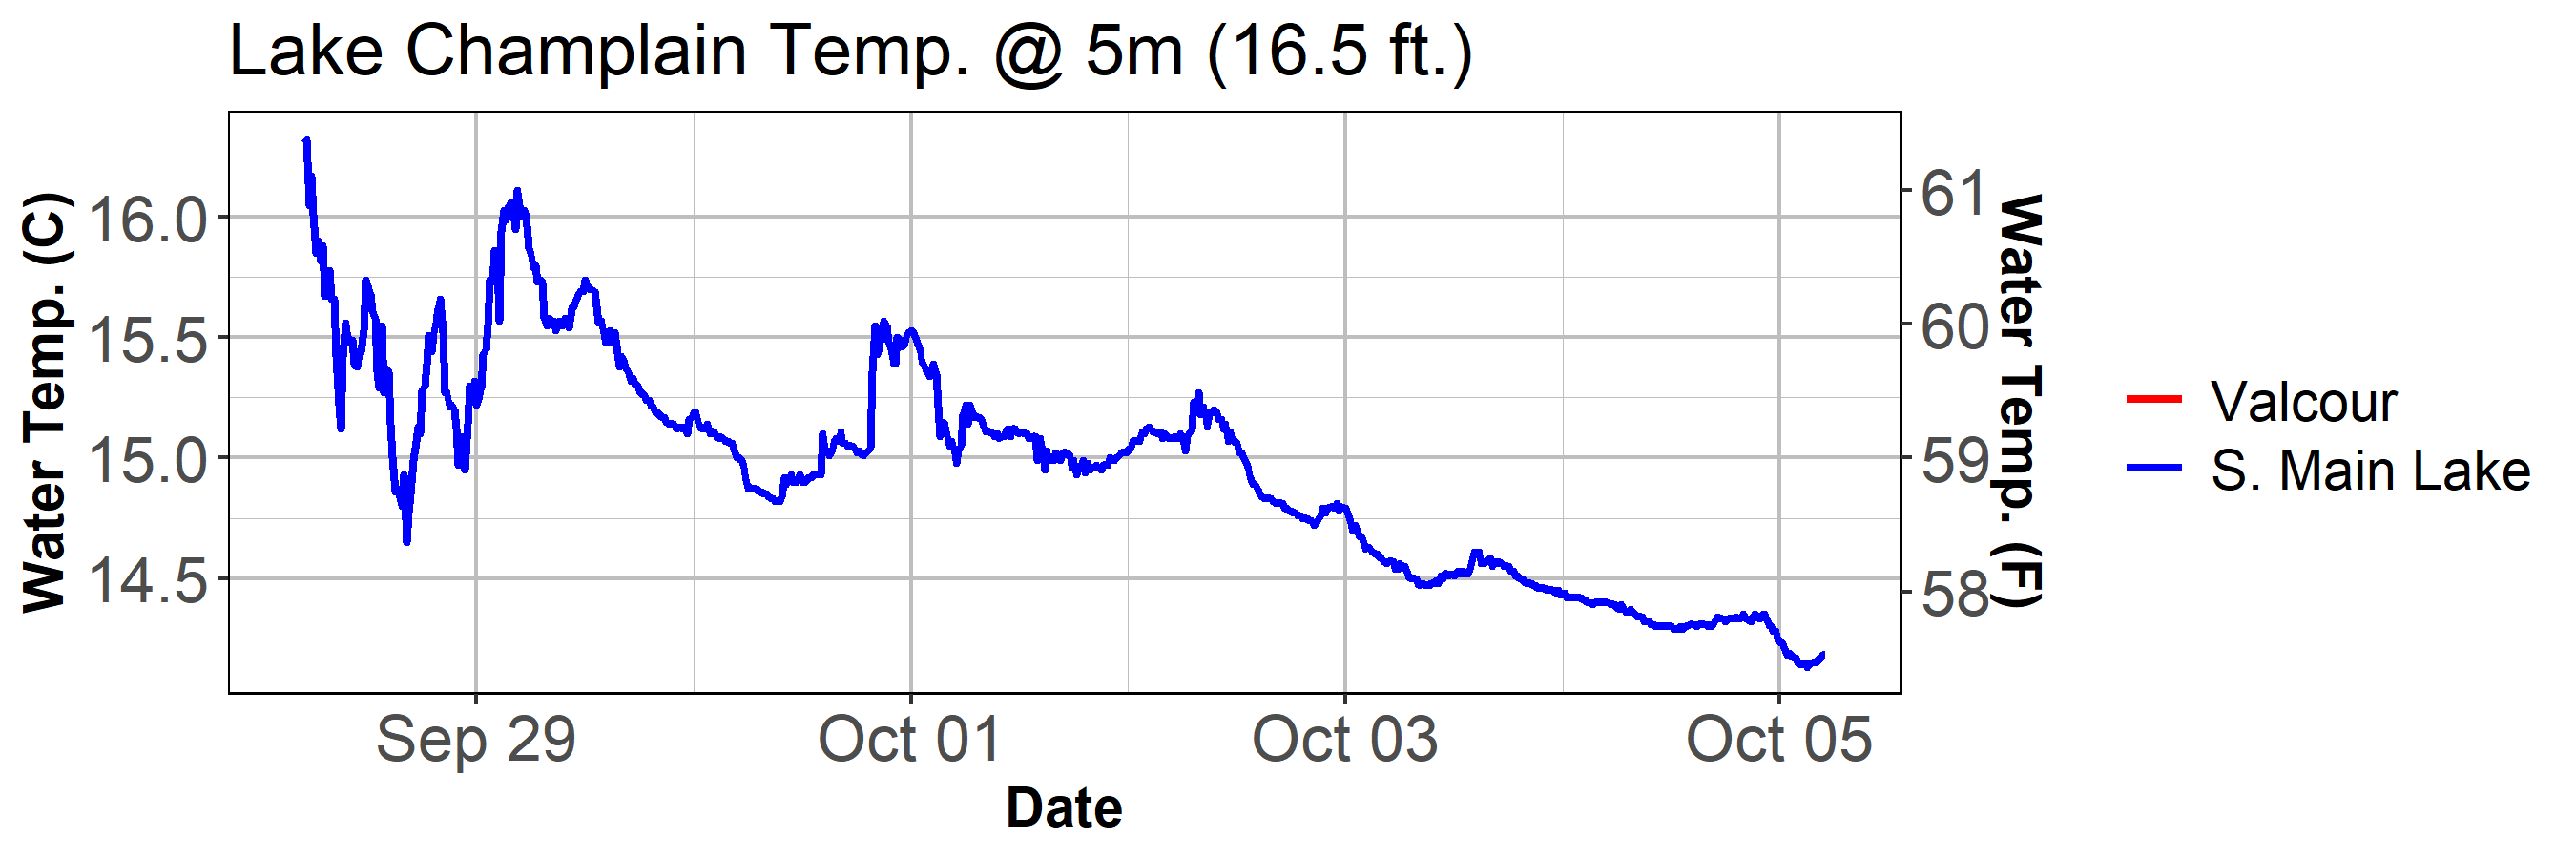 Lake Champlain Temp. @ 5m (16.5 ft.)
Water Temp. (C)
16.0
15.5
15.0
14.5
61
60
59
58
Water Temp. (F)
Sep 29
Oct 01
Oct 03
Oct 05
Date
Valcour
S. Main Lake